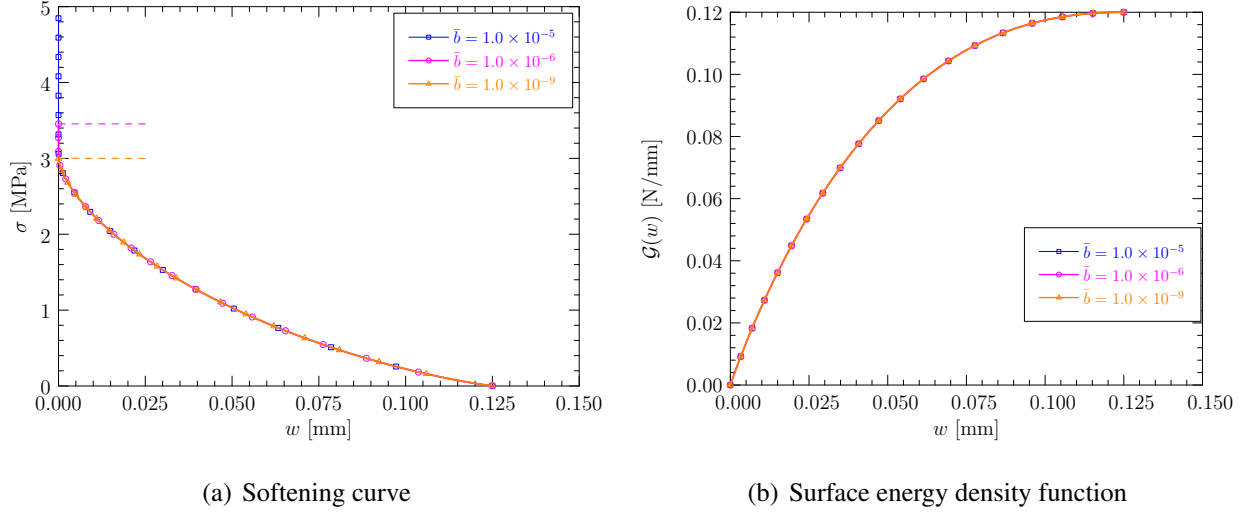 5
4
3
2
1
0
σ [MPa]
0.000
0.025
0.050
0.075
0.100
0.125
0.150
w [mm]
b̄ = 1.0 × 10⁻⁵
b̄ = 1.0 × 10⁻⁶
b̄ = 1.0 × 10⁻⁹
(a) Softening curve
0.12
0.10
0.08
0.06
0.04
0.02
0.00
𝒢(w) [N/mm]
0.000
0.025
0.050
0.075
0.100
0.125
0.150
w [mm]
b̄ = 1.0 × 10⁻⁵
b̄ = 1.0 × 10⁻⁶
b̄ = 1.0 × 10⁻⁹
(b) Surface energy density function